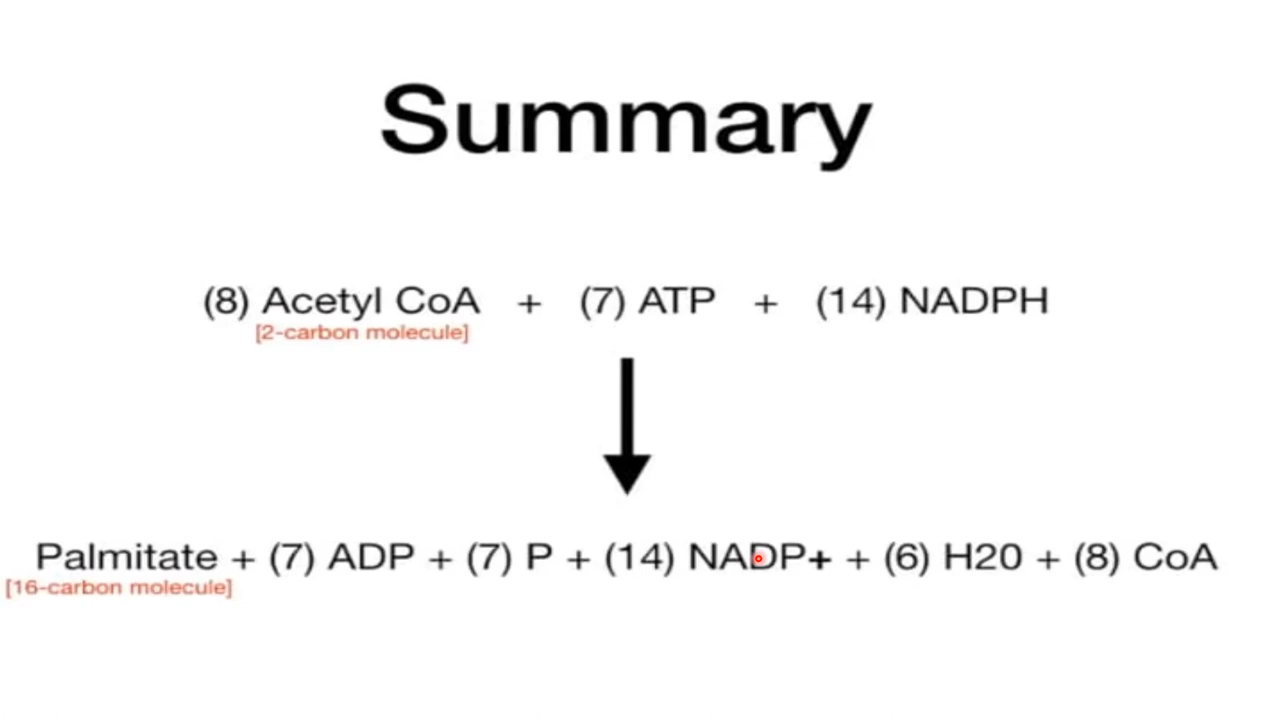 Summary
(8) Acetyl CoA + (7) ATP + (14) NADPH
[2-carbon molecule]
Palmitate + (7) ADP + (7) P + (14) NADP+ + (6) H20 + (8) CoA
[16-carbon molecule]